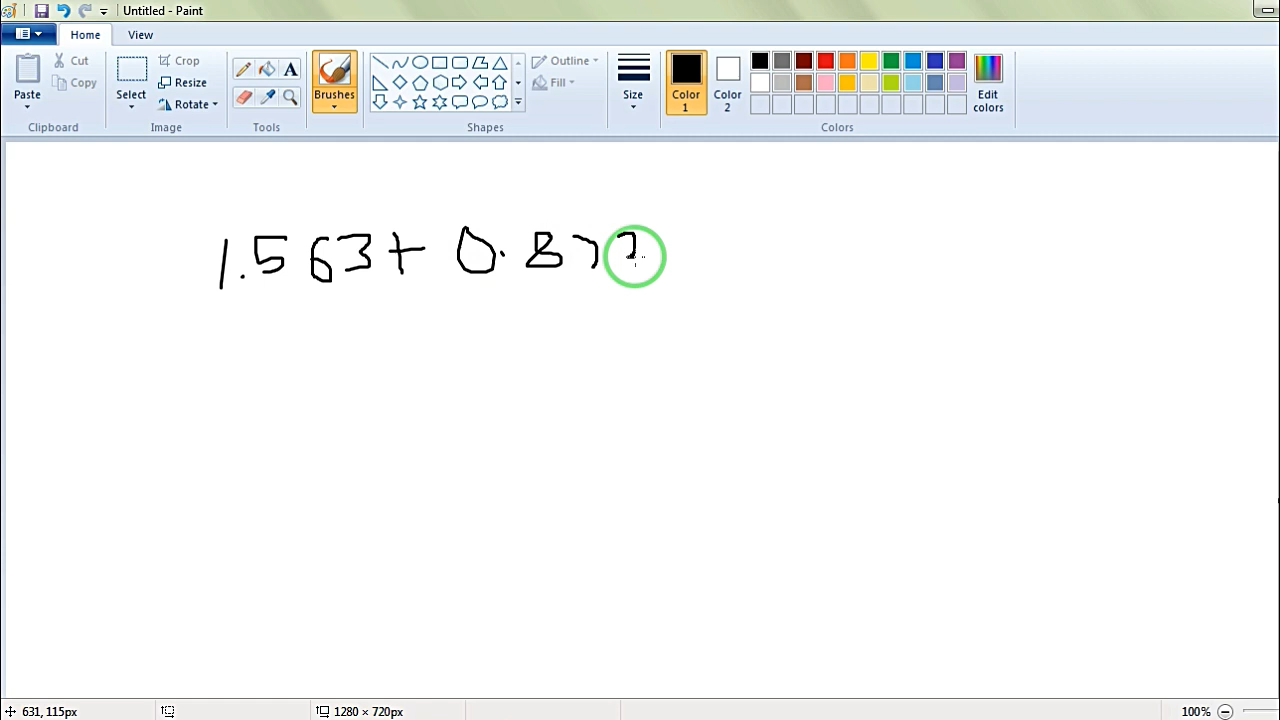 Untitled - Paint
Home View
Paste
Cut
Copy
Clipboard
Select
Crop
Resize
Rotate
Image
A
Tools
Brushes
Shapes
Outline
Fill
Size
Color 1
Color 2
Edit colors
Colors
1.563+ 0.87
631, 115px
1280 × 720px
100%